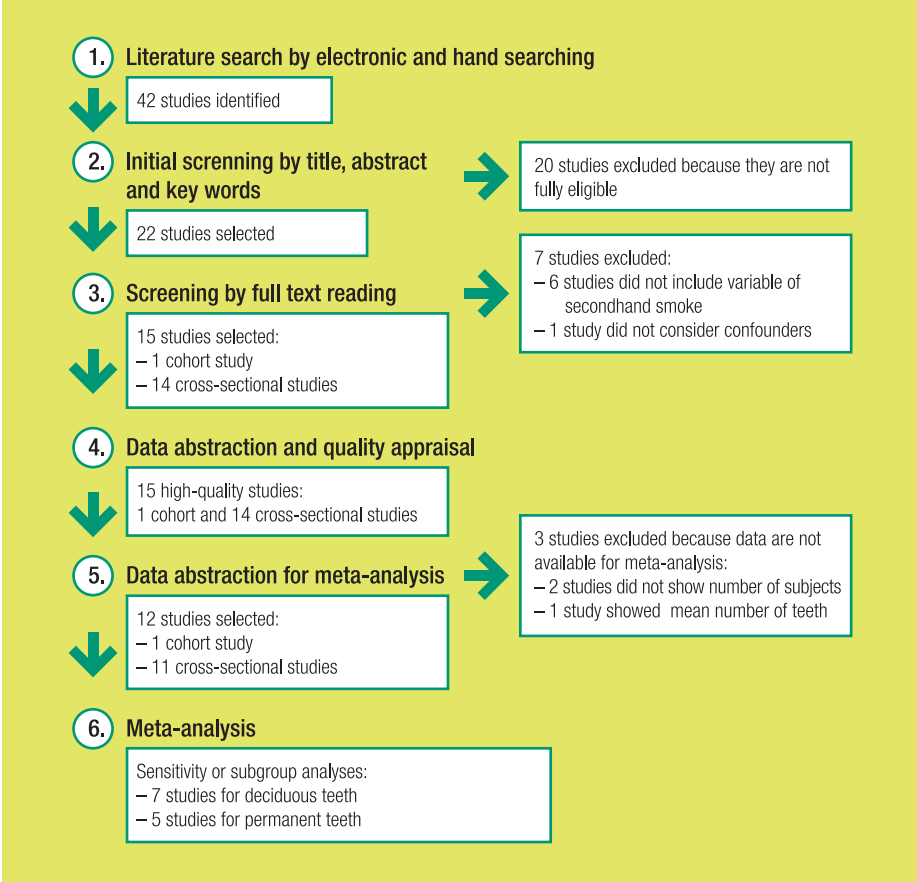 1. Literature search by electronic and hand searching
42 studies identified
2. Initial screnning by title, abstract
and key words
20 studies excluded because they are not
fully eligible
22 studies selected
7 studies excluded:
– 6 studies did not include variable of
secondhand smoke
– 1 study did not consider confounders
3. Screening by full text reading
15 studies selected:
– 1 cohort study
– 14 cross-sectional studies
4. Data abstraction and quality appraisal
15 high-quality studies:
1 cohort and 14 cross-sectional studies
3 studies excluded because data are not
available for meta-analysis:
– 2 studies did not show number of subjects
– 1 study showed mean number of teeth
5. Data abstraction for meta-analysis
12 studies selected:
– 1 cohort study
– 11 cross-sectional studies
6. Meta-analysis
Sensitivity or subgroup analyses:
– 7 studies for deciduous teeth
– 5 studies for permanent teeth